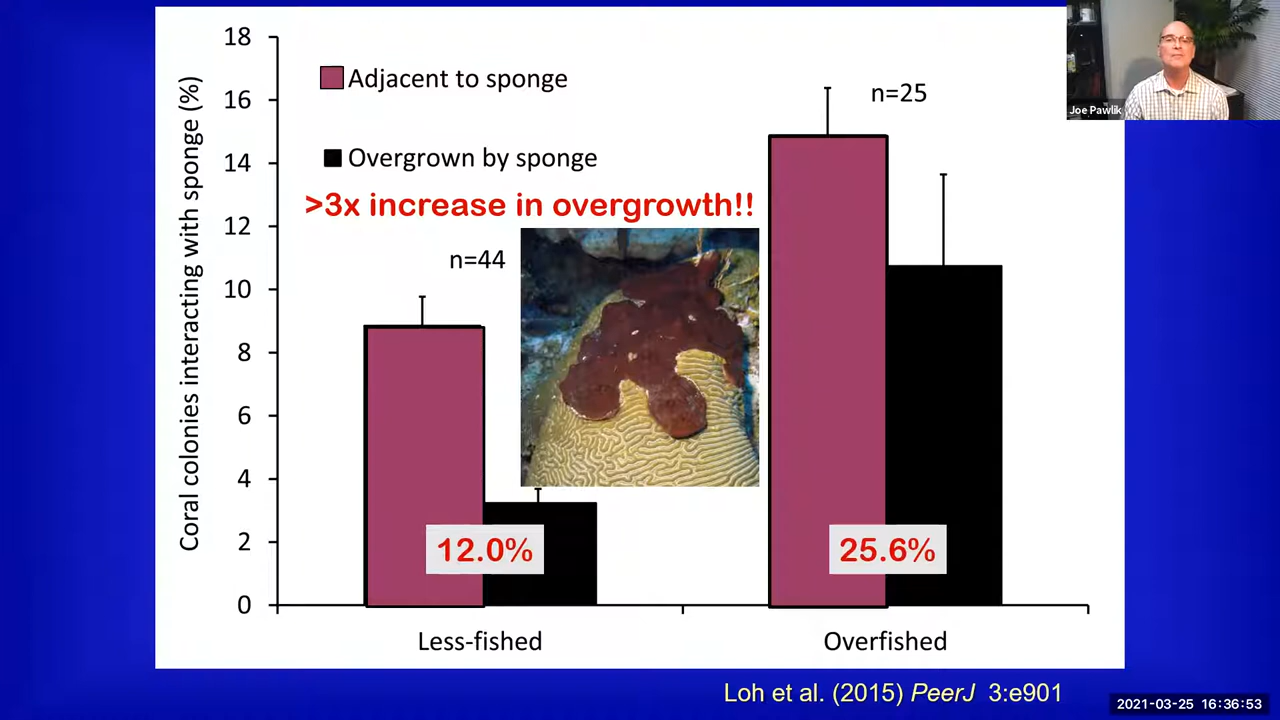 18
16
14
12
10
8
6
4
2
0
Coral colonies interacting with sponge (%)
Adjacent to sponge
Overgrown by sponge
>3x increase in overgrowth!!
n=44
n=25
12.0%
25.6%
Less-fished
Overfished
Loh et al. (2015) PeerJ 3:e901
Joe Pawlik
2021-03-25 16:36:53